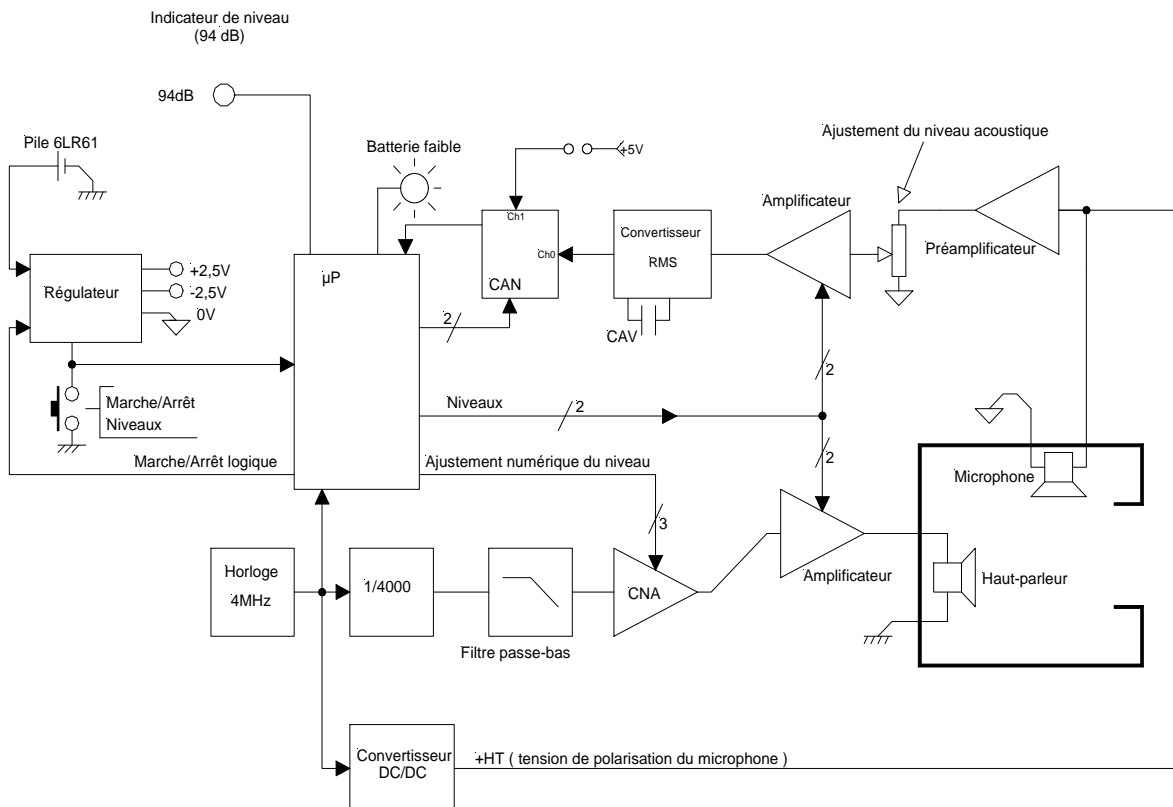 Indicateur de niveau
(94 dB)
94dB
Pile 6LR61
Batterie faible
+5V
Ajustement du niveau acoustique
Amplificateur
Ch1
Convertisseur
RMS
Ch0
Préamplificateur
µP
CAN
Régulateur
+2,5V
-2,5V
0V
2
CAV
2
Marche/Arrêt
Niveaux
Niveaux
2
2
Marche/Arrêt logique
Ajustement numérique du niveau
Microphone
3
Horloge
4MHz
1/4000
CNA
Amplificateur
Haut-parleur
Filtre passe-bas
Convertisseur
DC/DC
+HT ( tension de polarisation du microphone )